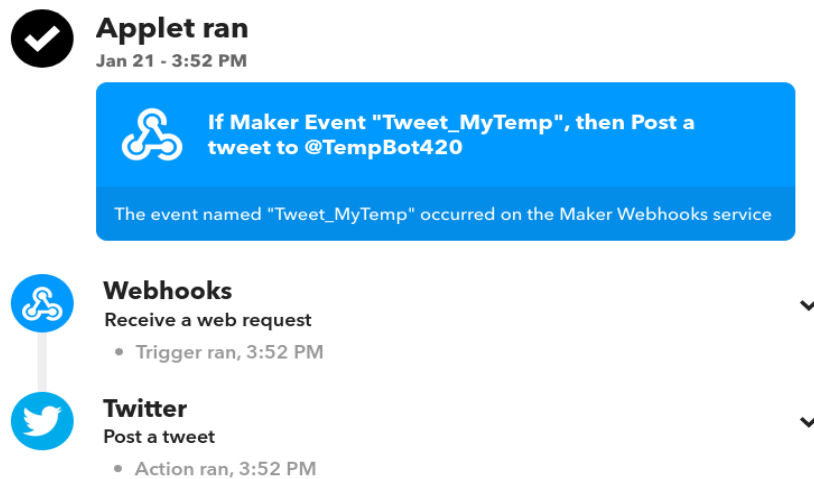 Applet ran
Jan 21 - 3:52 PM
If Maker Event "Tweet_MyTemp", then Post a
tweet to @TempBot420
The event named "Tweet_MyTemp" occurred on the Maker Webhooks service
Webhooks
Receive a web request
• Trigger ran, 3:52 PM
Twitter
Post a tweet
• Action ran, 3:52 PM